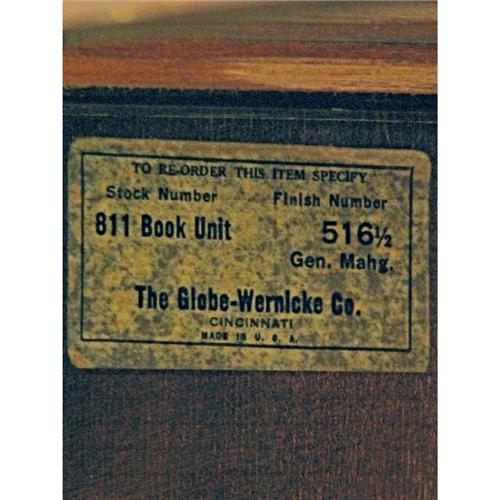 TO RE-ORDER THIS ITEM SPECIFY
Stock Number Finish Number
811 Book Unit 516½
Gen. Mahg.
The Globe-Wernicke Co.
CINCINNATI
MADE IN U. S. A.